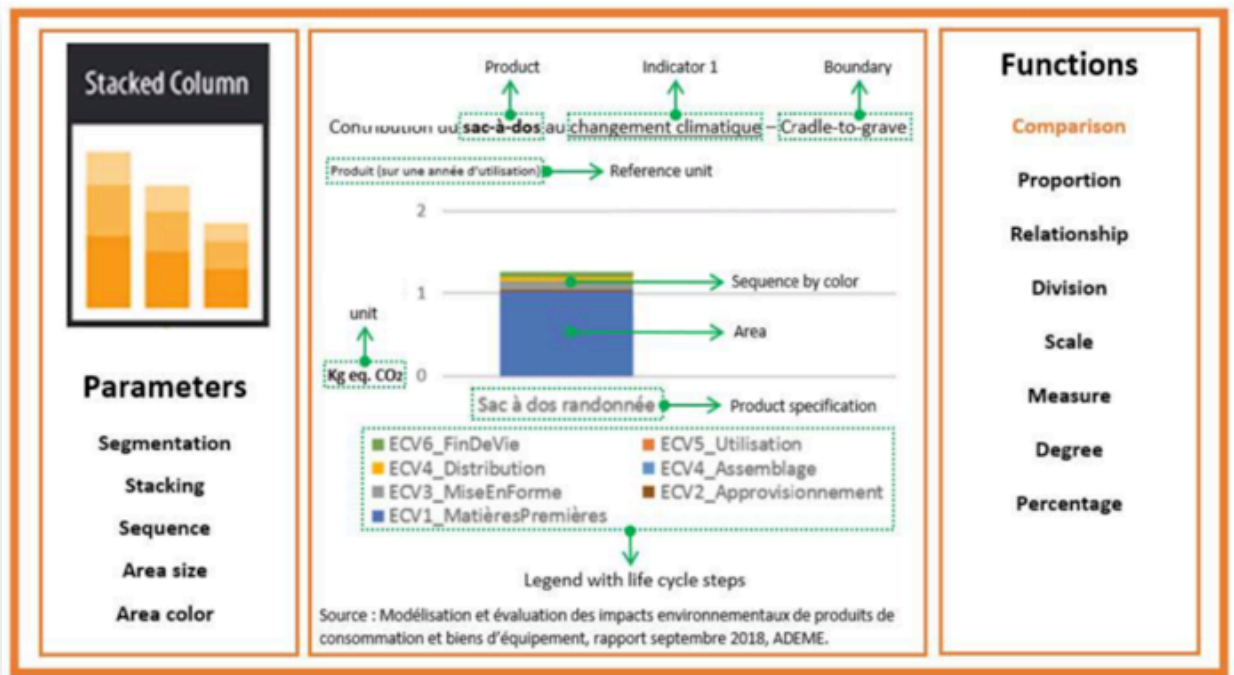 Stacked Column
Parameters
Segmentation
Stacking
Sequence
Area size
Area color
Product
Indicator 1
Boundary
Contribution du sac-à-dos au changement climatique – Cradle-to-grave
Produit (sur une année d'utilisation)
Reference unit
2
1
0
Sequence by color
Area
unit
Kg eq. CO2
Sac à dos randonnée
Product specification
ECV6_FinDeVie
ECV5_Utilisation
ECV4_Distribution
ECV4_Assemblage
ECV3_MiseEnForme
ECV2_Approvisionnement
ECV1_MatièresPremières
Legend with life cycle steps
Source : Modélisation et évaluation des impacts environnementaux de produits de
consommation et biens d'équipement, rapport septembre 2018, ADEME.
Functions
Comparison
Proportion
Relationship
Division
Scale
Measure
Degree
Percentage